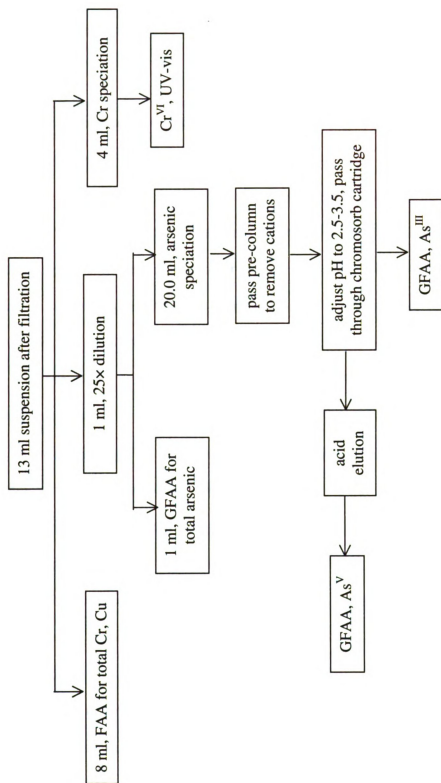 13 ml suspension after filtration
8 ml, FAA for total Cr, Cu
1 ml, 25× dilution
4 ml, Cr speciation
Cr^VI, UV-vis
1 ml, GFAA for
total arsenic
20.0 ml, arsenic
speciation
pass pre-column
to remove cations
adjust pH to 2.5-3.5, pass
through chromosorb cartridge
acid
elution
GFAA, As^V
GFAA, As^III